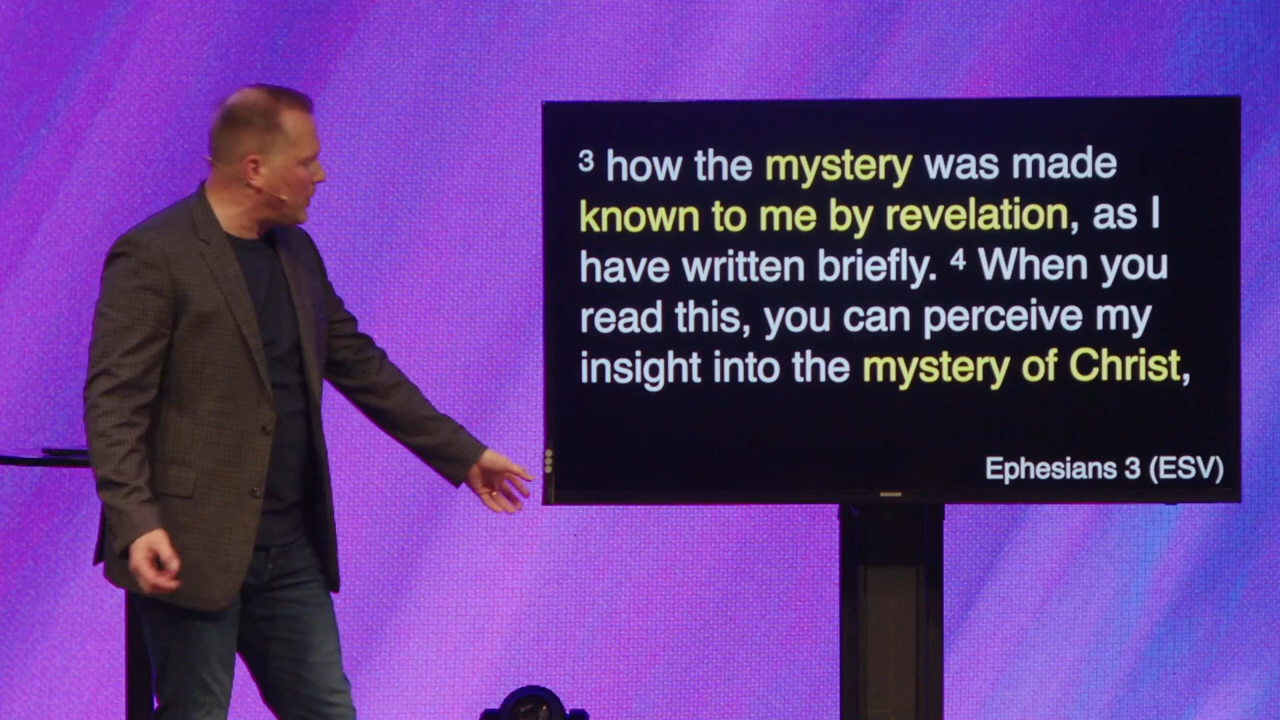 ³ how the mystery was made
known to me by revelation, as I
have written briefly. ⁴ When you
read this, you can perceive my
insight into the mystery of Christ,
Ephesians 3 (ESV)